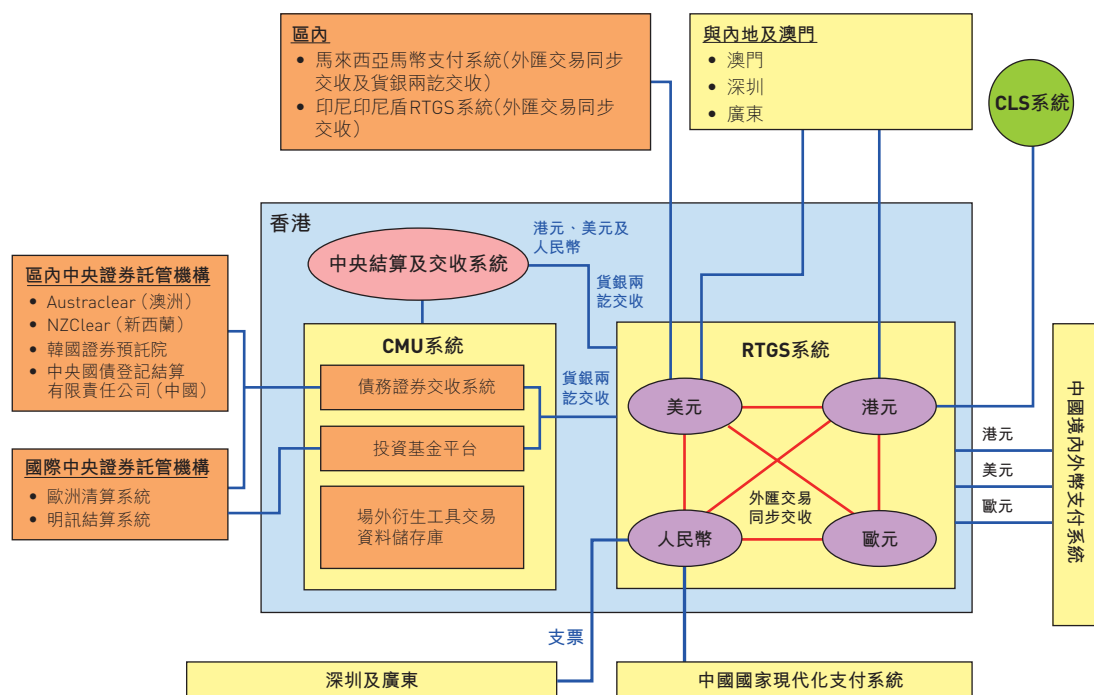 區內
• 馬來西亞馬幣支付系統(外匯交易同步
交收及貨銀兩訖交收)
• 印尼印尼盾RTGS系統(外匯交易同步
交收)
與內地及澳門
• 澳門
• 深圳
• 廣東
CLS系統
香港
中央結算及交收系統
港元、美元及
人民幣
貨銀兩
訖交收
區內中央證券託管機構
• Austraclear (澳洲)
• NZClear (新西蘭)
• 韓國證券預託院
• 中央國債登記結算
有限責任公司 (中國)
國際中央證券託管機構
• 歐洲清算系統
• 明訊結算系統
CMU系統
債務證券交收系統
投資基金平台
場外衍生工具交易
資料儲存庫
貨銀兩
訖交收
RTGS系統
美元
港元
外匯交易
同步交收
人民幣
歐元
港元
美元
歐元
中國境內外幣支付系統
支票
深圳及廣東
中國國家現代化支付系統